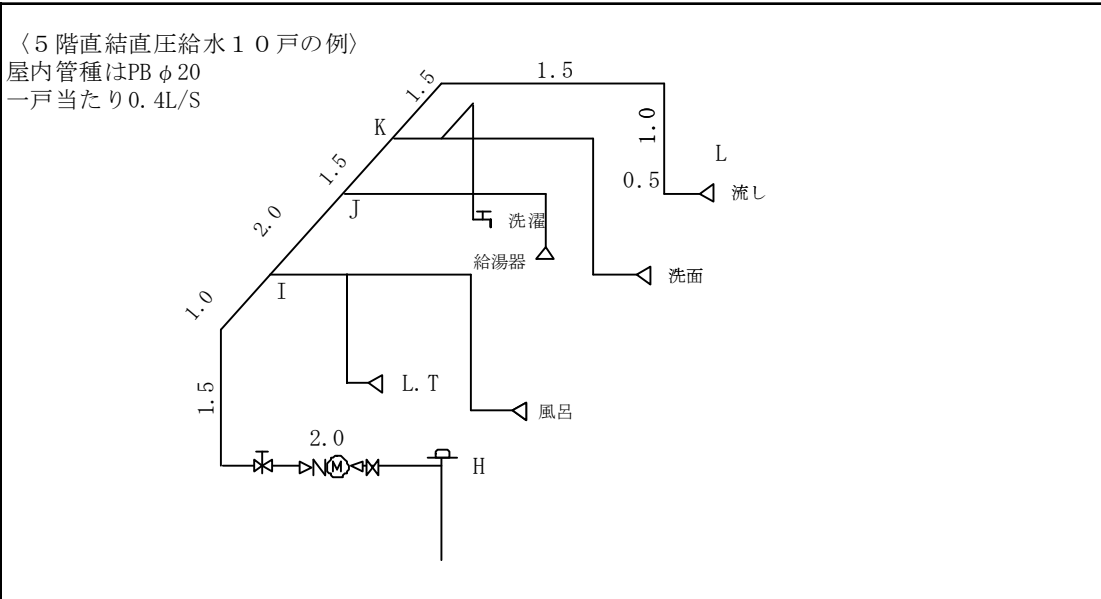 〈５階直結直圧給水１０戸の例〉
屋内管種はPBφ20
一戸当たり0.4L/S
1.5
1.5
1.0
K
L
1.5
0.5
流し
J
2.0
洗濯
給湯器
洗面
I
1.0
L.T
1.5
風呂
2.0
M
H